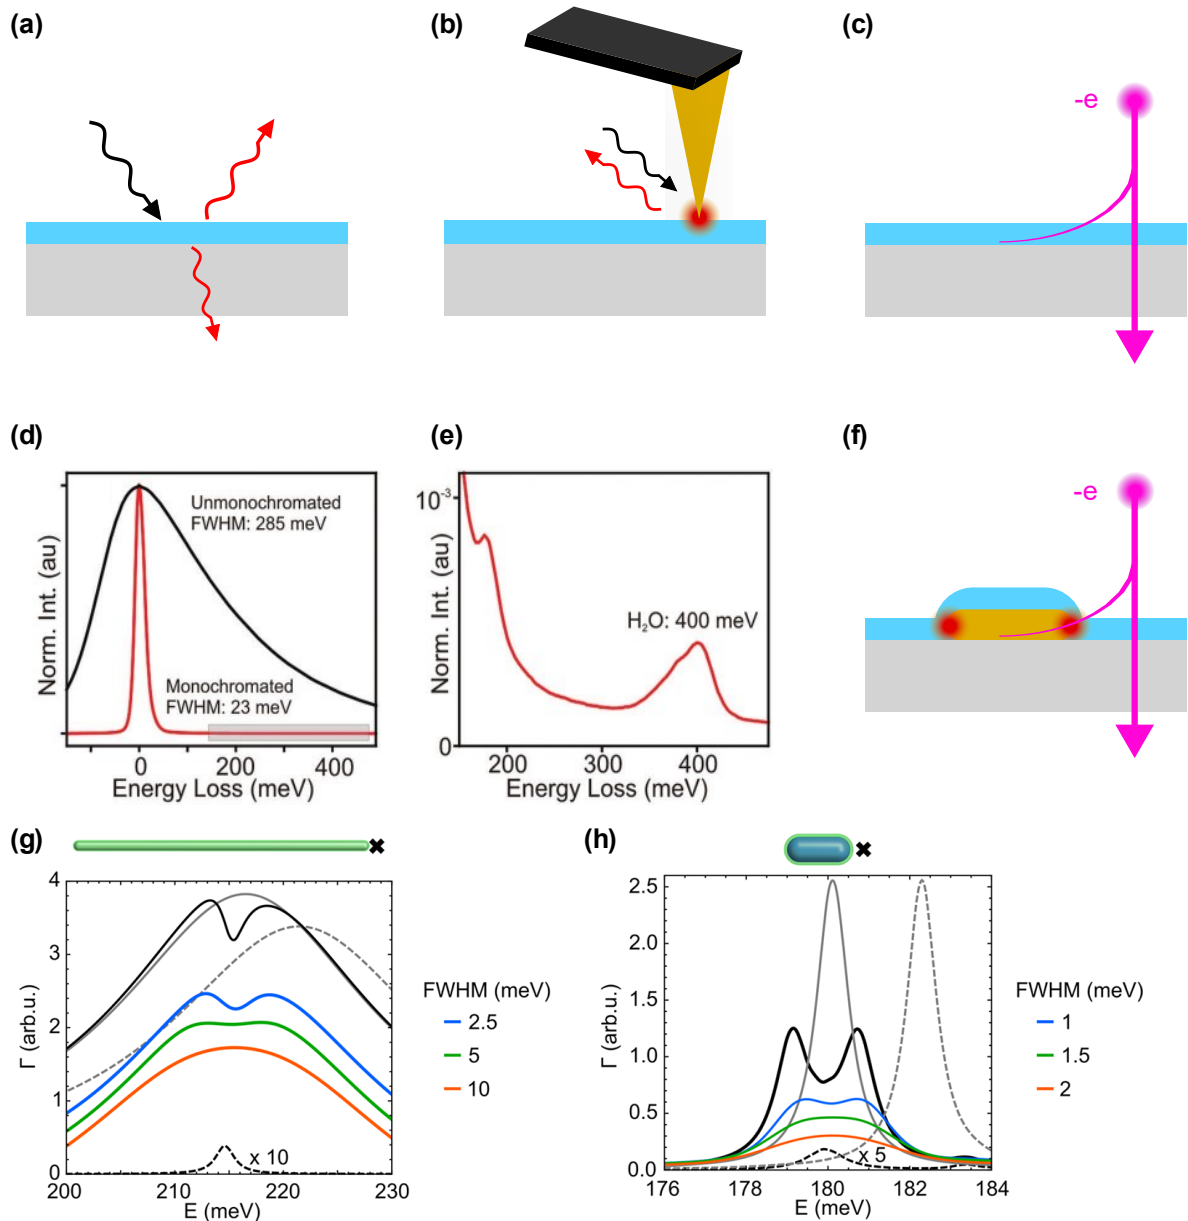 (a)
(b)
(c)
-e
(d)
Norm. Int. (au)
Unmonochromated
FWHM: 285 meV
Monochromated
FWHM: 23 meV
0
200
400
Energy Loss (meV)
(e)
Norm. Int. (au)
10⁻³
0
H₂O: 400 meV
200
300
400
Energy Loss (meV)
(f)
-e
(g)
Γ (arb.u.)
4
3
2
1
0
x 10
200
210
220
230
E (meV)
FWHM (meV)
2.5
5
10
(h)
Γ (arb.u.)
2.5
2.0
1.5
1.0
0.5
0.0
x 5
176
178
180
182
184
E (meV)
FWHM (meV)
1
1.5
2